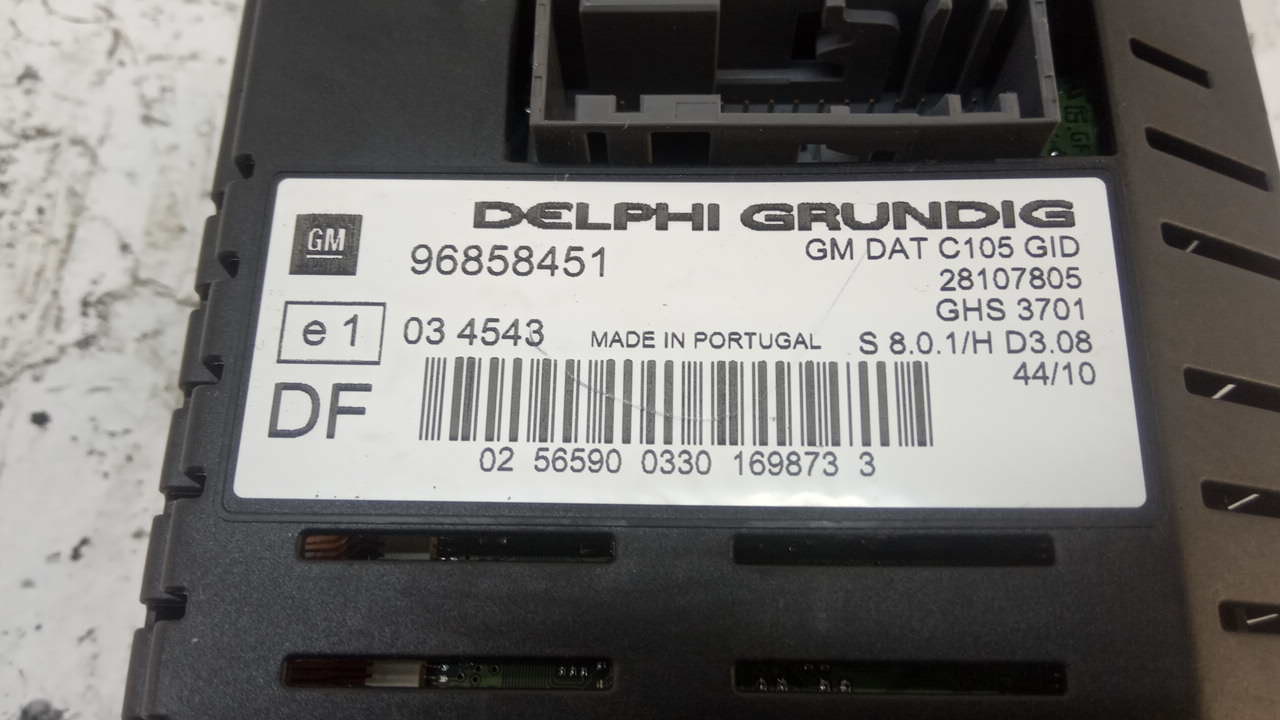 DELPHI GRUNDIG
GM
96858451
GM DAT C105 GID
28107805
GHS 3701
e 1
03 4543
MADE IN PORTUGAL
S 8.0.1/H D3.08
44/10
DF
02 56590 0330 169873 3